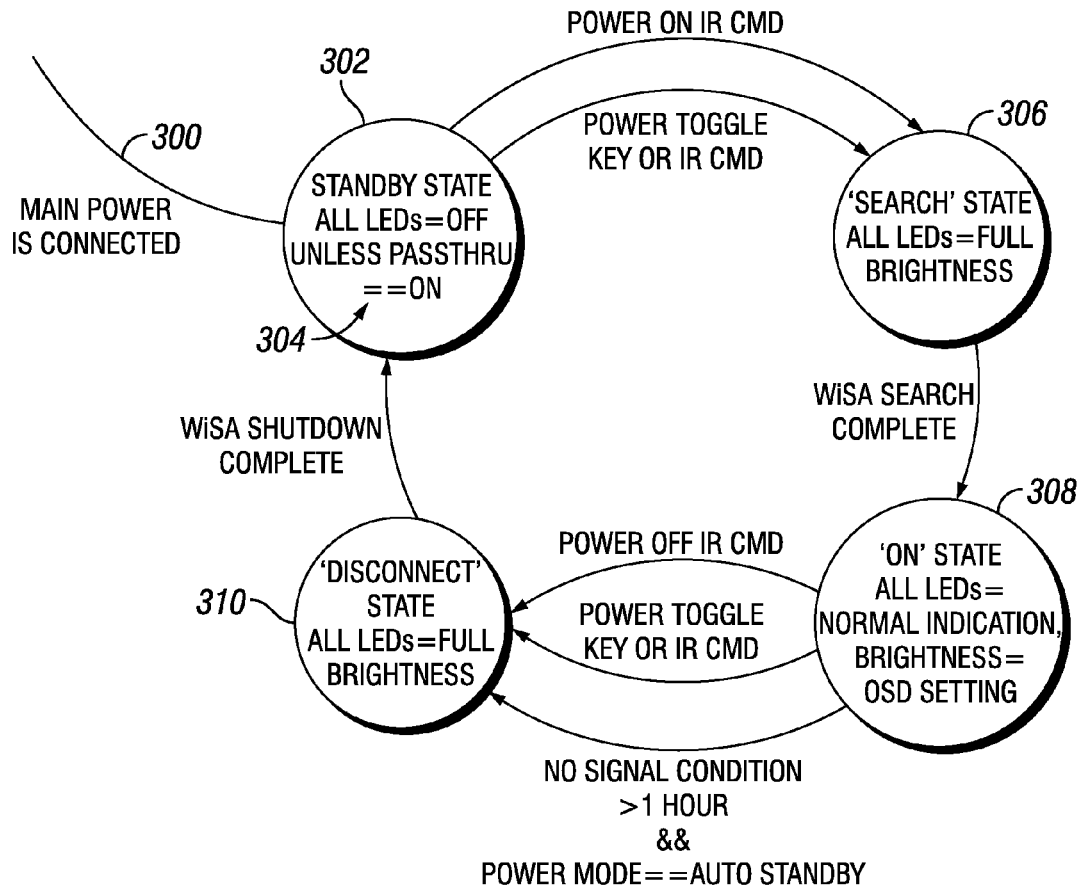 POWER ON IR CMD
302
300
POWER TOGGLE
KEY OR IR CMD
306
MAIN POWER
IS CONNECTED
STANDBY STATE
ALL LEDs=OFF
UNLESS PASSTHRU
==ON
304
'SEARCH' STATE
ALL LEDs=FULL
BRIGHTNESS
WiSA SHUTDOWN
COMPLETE
WiSA SEARCH
COMPLETE
308
310
'DISCONNECT'
STATE
ALL LEDs=FULL
BRIGHTNESS
POWER OFF IR CMD
POWER TOGGLE
KEY OR IR CMD
'ON' STATE
ALL LEDs=
NORMAL INDICATION,
BRIGHTNESS=
OSD SETTING
NO SIGNAL CONDITION
>1 HOUR
&&
POWER MODE==AUTO STANDBY